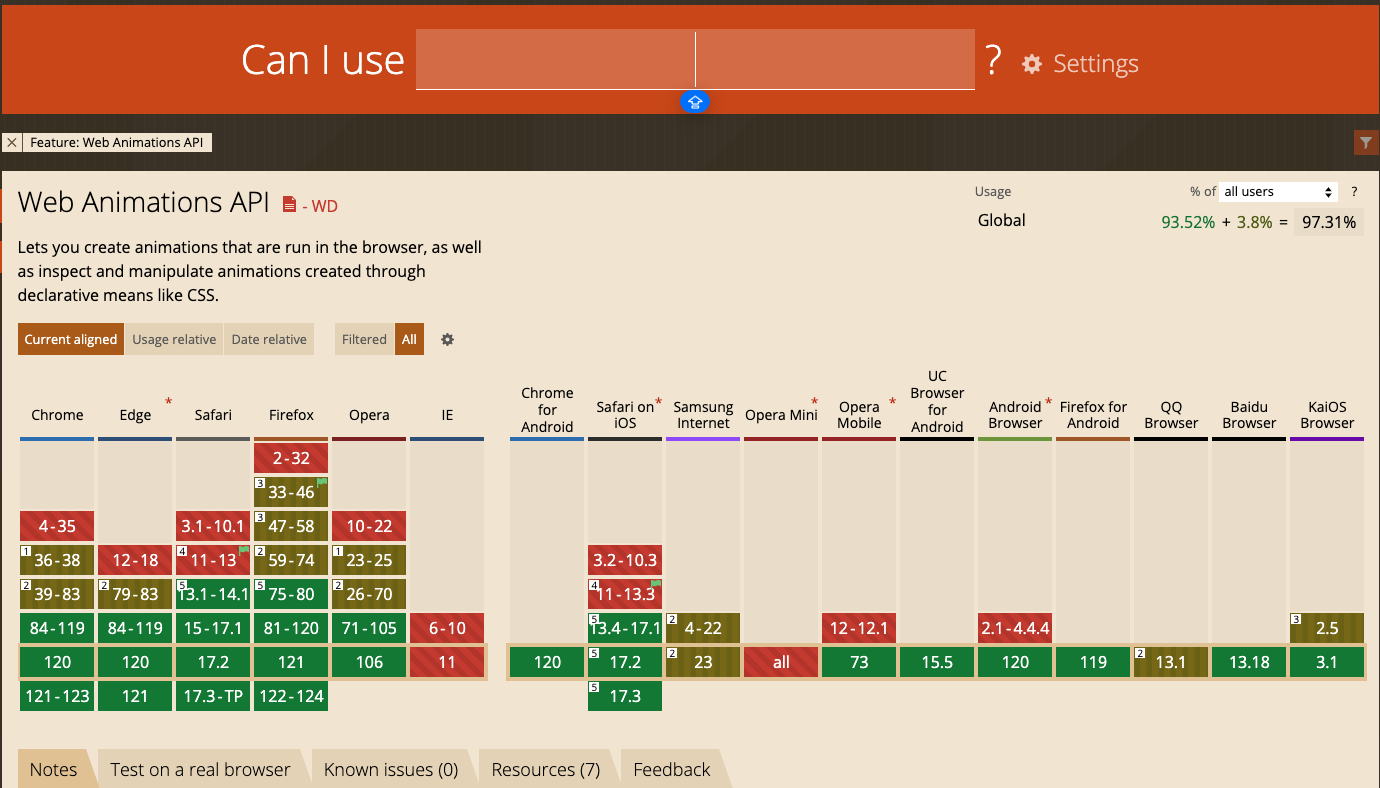 Can I use ? Settings
Feature: Web Animations API
Web Animations API - WD
Usage % of all users ?
Global 93.52% + 3.8% = 97.31%
Lets you create animations that are run in the browser, as well
as inspect and manipulate animations created through
declarative means like CSS.
Current aligned Usage relative Date relative Filtered All
Chrome Edge * Safari Firefox Opera IE
Chrome for Android Safari on iOS * Samsung Internet Opera Mini * Opera Mobile * UC Browser for Android Android Browser * Firefox for Android QQ Browser Baidu Browser KaiOS Browser
2-32
3 33-46
4-35 3.1-10.1 3 47-58 10-22
1 36-38 12-18 4 11-13 2 59-74 1 23-25 3.2-10.3
2 39-83 2 79-83 5 13.1-14.1 5 75-80 2 26-70 4 11-13.3
84-119 84-119 15-17.1 81-120 71-105 6-10 5 13.4-17.1 2 4-22 12-12.1 2.1-4.4.4 3 2.5
120 120 17.2 121 106 11 120 5 17.2 2 23 all 73 15.5 120 119 2 13.1 13.18 3.1
121-123 121 17.3-TP 122-124 5 17.3
Notes Test on a real browser Known issues (0) Resources (7) Feedback